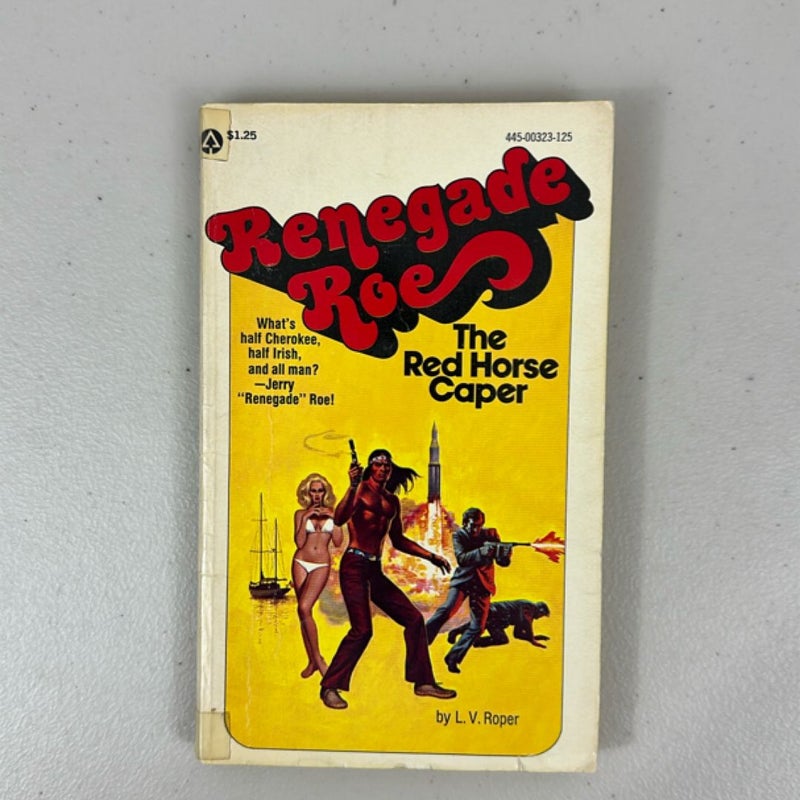 $1.25
445-00323-125
Renegade
Roe
What's
half Cherokee,
half Irish,
and all man?
—Jerry
"Renegade" Roe!
The
Red Horse
Caper
by L. V. Roper